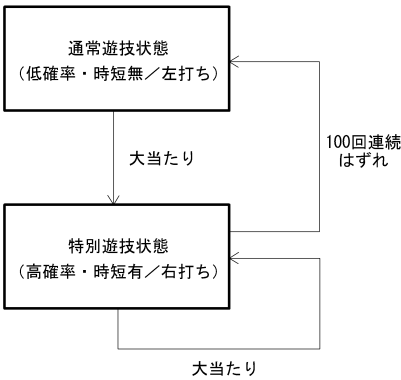 通常遊技状態
（低確率・時短無／左打ち）
大当たり
100回連続
はずれ
特別遊技状態
（高確率・時短有／右打ち）
大当たり